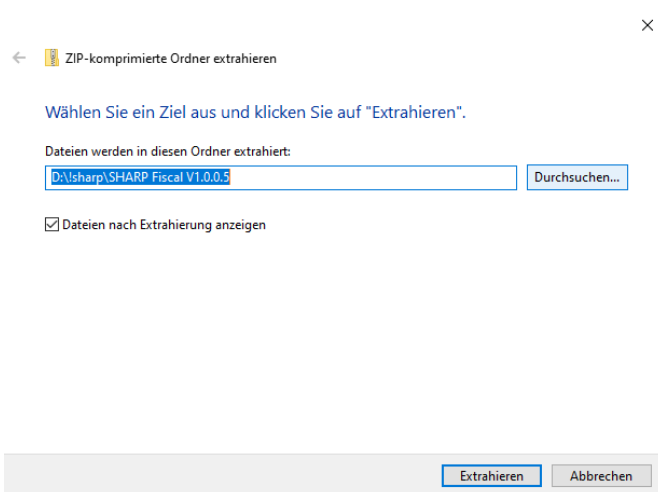 ZIP-komprimierte Ordner extrahieren
Wählen Sie ein Ziel aus und klicken Sie auf "Extrahieren".
Dateien werden in diesen Ordner extrahiert:
D:\!sharp\SHARP Fiscal V1.0.0.5
Durchsuchen...
Dateien nach Extrahierung anzeigen
Extrahieren
Abbrechen